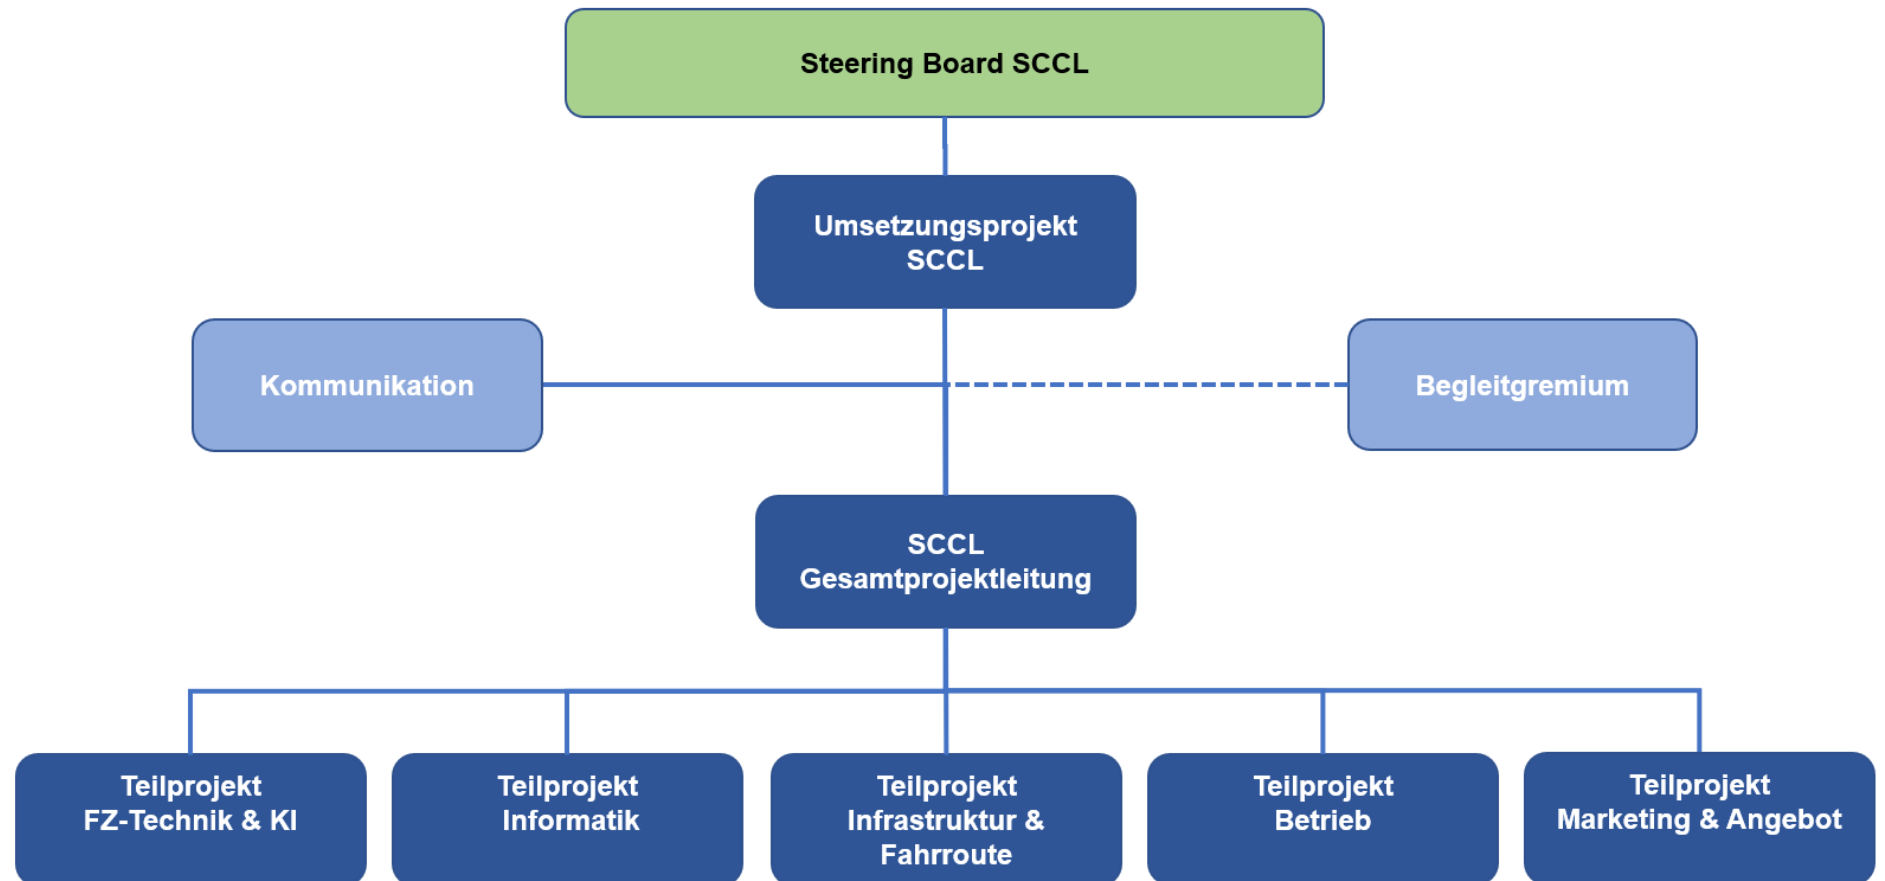 Steering Board SCCL
Umsetzungsprojekt
SCCL
Kommunikation
Begleitgremium
SCCL
Gesamtprojektleitung
Teilprojekt
FZ-Technik & KI
Teilprojekt
Informatik
Teilprojekt
Infrastruktur &
Fahrroute
Teilprojekt
Betrieb
Teilprojekt
Marketing & Angebot